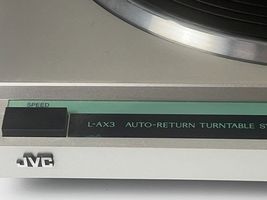 SPEED
L-AX3 AUTO-RETURN TURNTABLE S
JVC